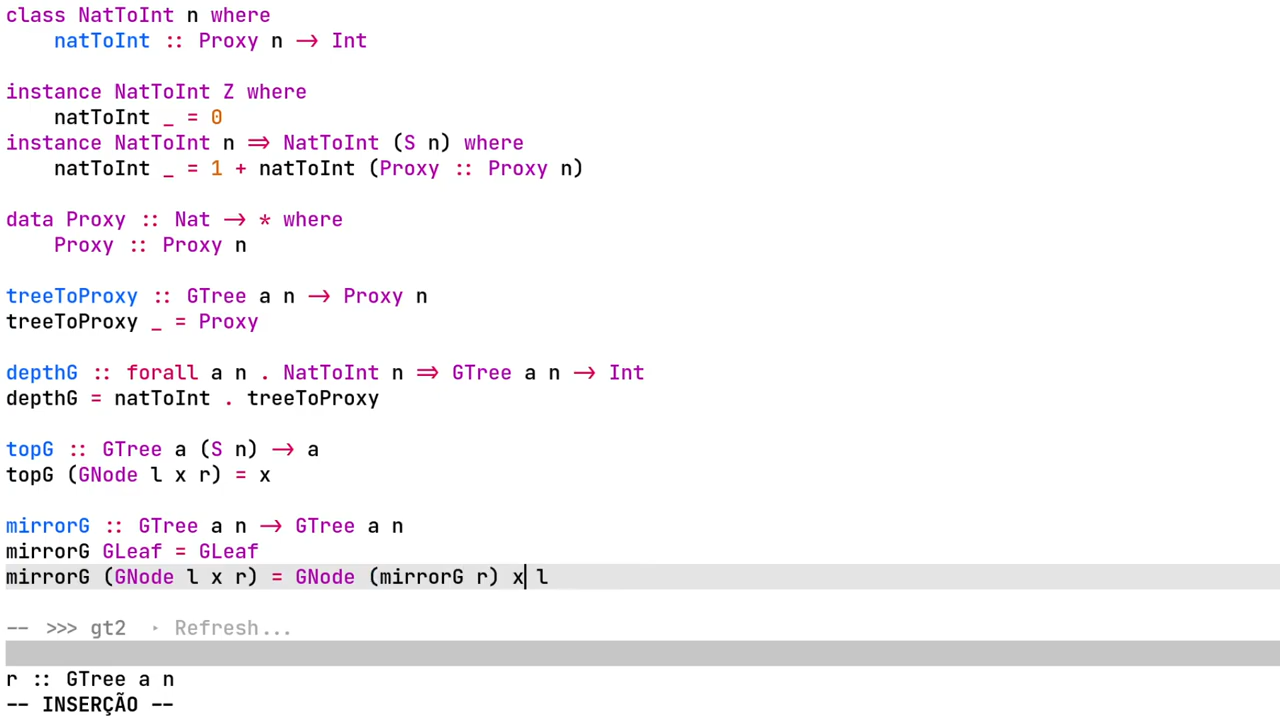 class NatToInt n where
    natToInt :: Proxy n → Int
instance NatToInt Z where
    natToInt _ = 0
instance NatToInt n ⇒ NatToInt (S n) where
    natToInt _ = 1 + natToInt (Proxy :: Proxy n)
data Proxy :: Nat → * where
    Proxy :: Proxy n
treeToProxy :: GTree a n → Proxy n
treeToProxy _ = Proxy
depthG :: forall a n . NatToInt n ⇒ GTree a n → Int
depthG = natToInt . treeToProxy
topG :: GTree a (S n) → a
topG (GNode l x r) = x
mirrorG :: GTree a n → GTree a n
mirrorG GLeaf = GLeaf
mirrorG (GNode l x r) = GNode (mirrorG r) x l
-- >>> gt2 ‣ Refresh...
r :: GTree a n
-- INSERÇÃO --